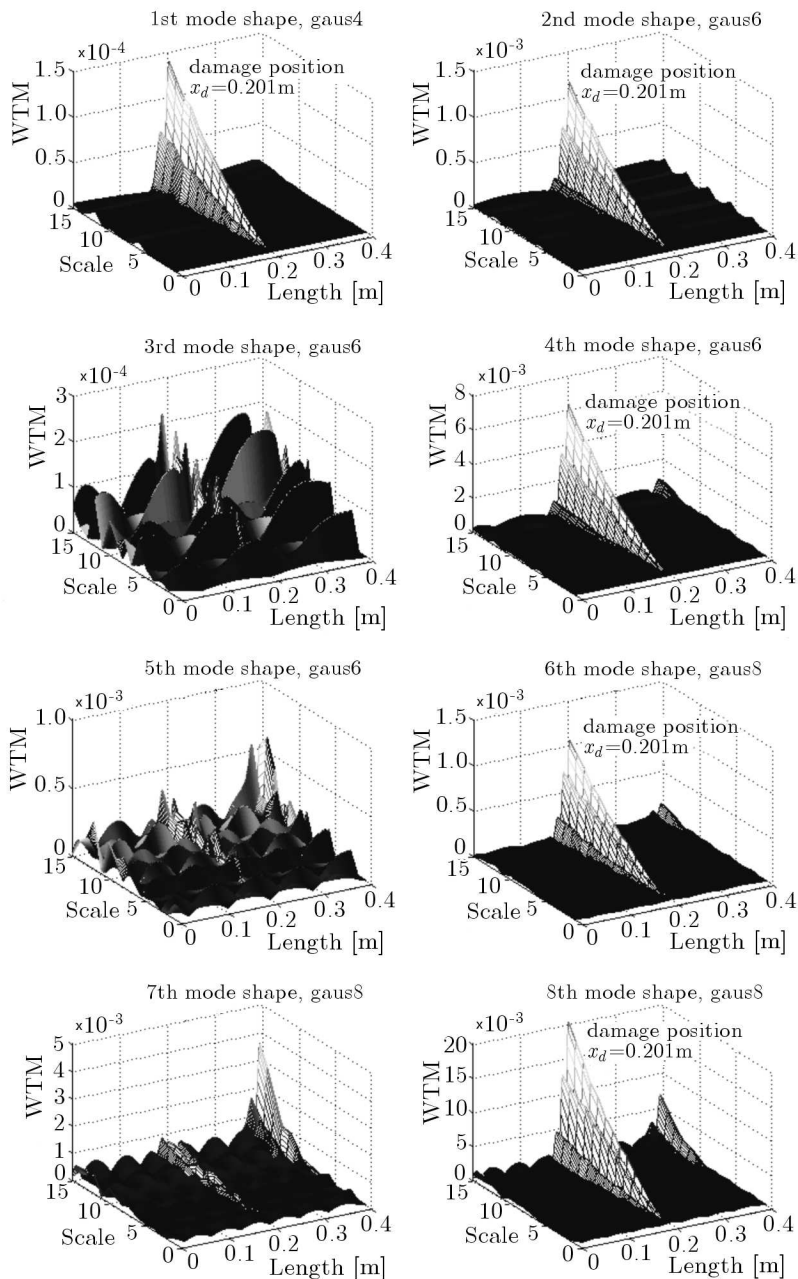 1st mode shape, gaus4
×10⁻⁴
damage position
x_d=0.201m
WTM
1.5
1.0
0.5
0
15
10
5
0
Scale
0
0.1
0.2
0.3
0.4
Length [m]
2nd mode shape, gaus6
×10⁻³
damage position
x_d=0.201m
WTM
1.5
1.0
0.5
0
15
10
5
0
Scale
0
0.1
0.2
0.3
0.4
Length [m]
3rd mode shape, gaus6
×10⁻⁴
WTM
3
2
1
0
15
10
5
0
Scale
0
0.1
0.2
0.3
0.4
Length [m]
4th mode shape, gaus6
×10⁻³
damage position
x_d=0.201m
WTM
8
6
4
2
0
15
10
5
0
Scale
0
0.1
0.2
0.3
0.4
Length [m]
5th mode shape, gaus6
×10⁻³
WTM
1.0
0.5
0
15
10
5
0
Scale
0
0.1
0.2
0.3
0.4
Length [m]
6th mode shape, gaus8
×10⁻³
damage position
x_d=0.201m
WTM
1.5
1.0
0.5
0
15
10
5
0
Scale
0
0.1
0.2
0.3
0.4
Length [m]
7th mode shape, gaus8
×10⁻³
WTM
5
4
3
2
1
0
15
10
5
0
Scale
0
0.1
0.2
0.3
0.4
Length [m]
8th mode shape, gaus8
×10⁻³
damage position
x_d=0.201m
WTM
20
15
10
5
0
15
10
5
0
Scale
0
0.1
0.2
0.3
0.4
Length [m]